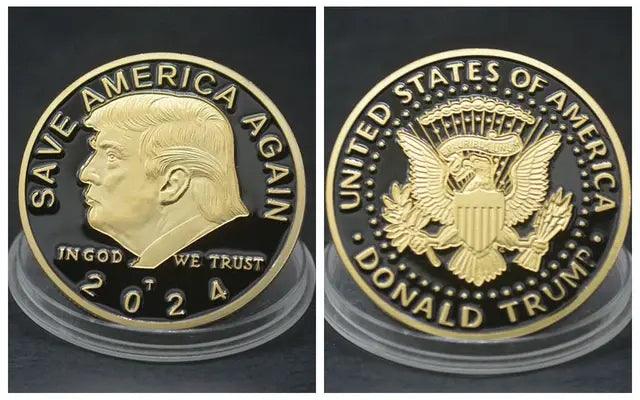 SAVE AMERICA AGAIN
IN GOD WE TRUST
T
2024
UNITED STATES OF AMERICA
• DONALD TRUMP •